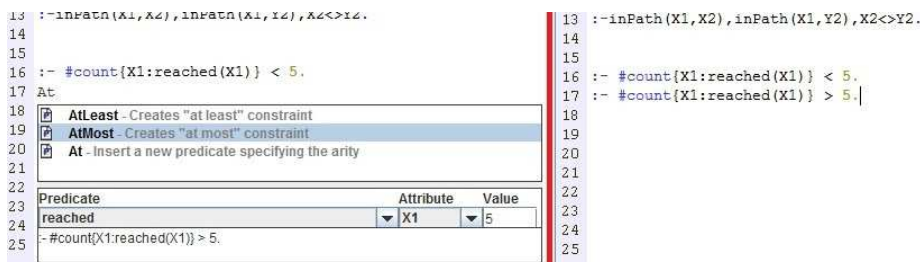 13 :-inPath(X1,X2),inPath(X1,Y2),X2<>Y2.
14
15
16 :- #count{X1:reached(X1)} < 5.
17 At
18 AtLeast - Creates "at least" constraint
19 AtMost - Creates "at most" constraint
20 At - Insert a new predicate specifying the arity
21
22
Predicate Attribute Value
23
reached X1 5
24
:- #count{X1:reached(X1)} > 5.
25
13 :-inPath(X1,X2),inPath(X1,Y2),X2<>Y2.
14
15
16 :- #count{X1:reached(X1)} < 5.
17 :- #count{X1:reached(X1)} > 5.
18
19
20
21
22
23
24
25